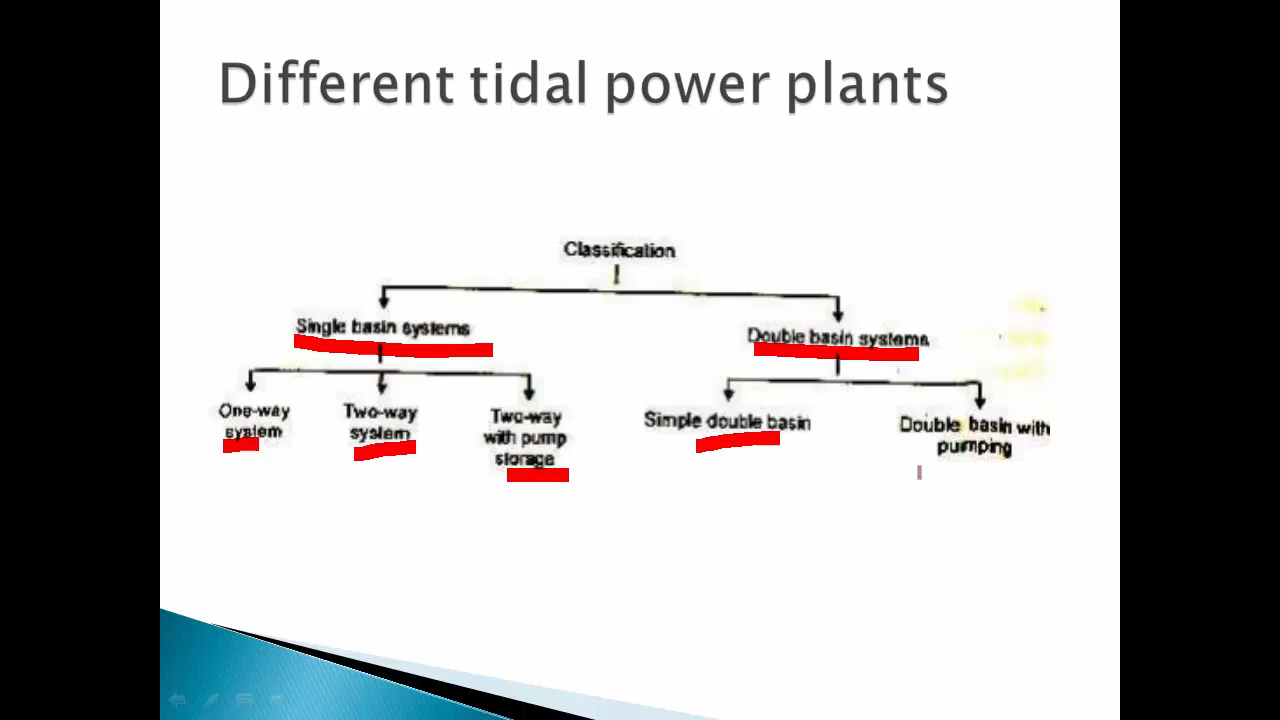 Different tidal power plants
Classification
Single basin systems
Double basin systems
One-way
system
Two-way
system
Two-way
with pump
storage
Simple double basin
Double basin with
pumping